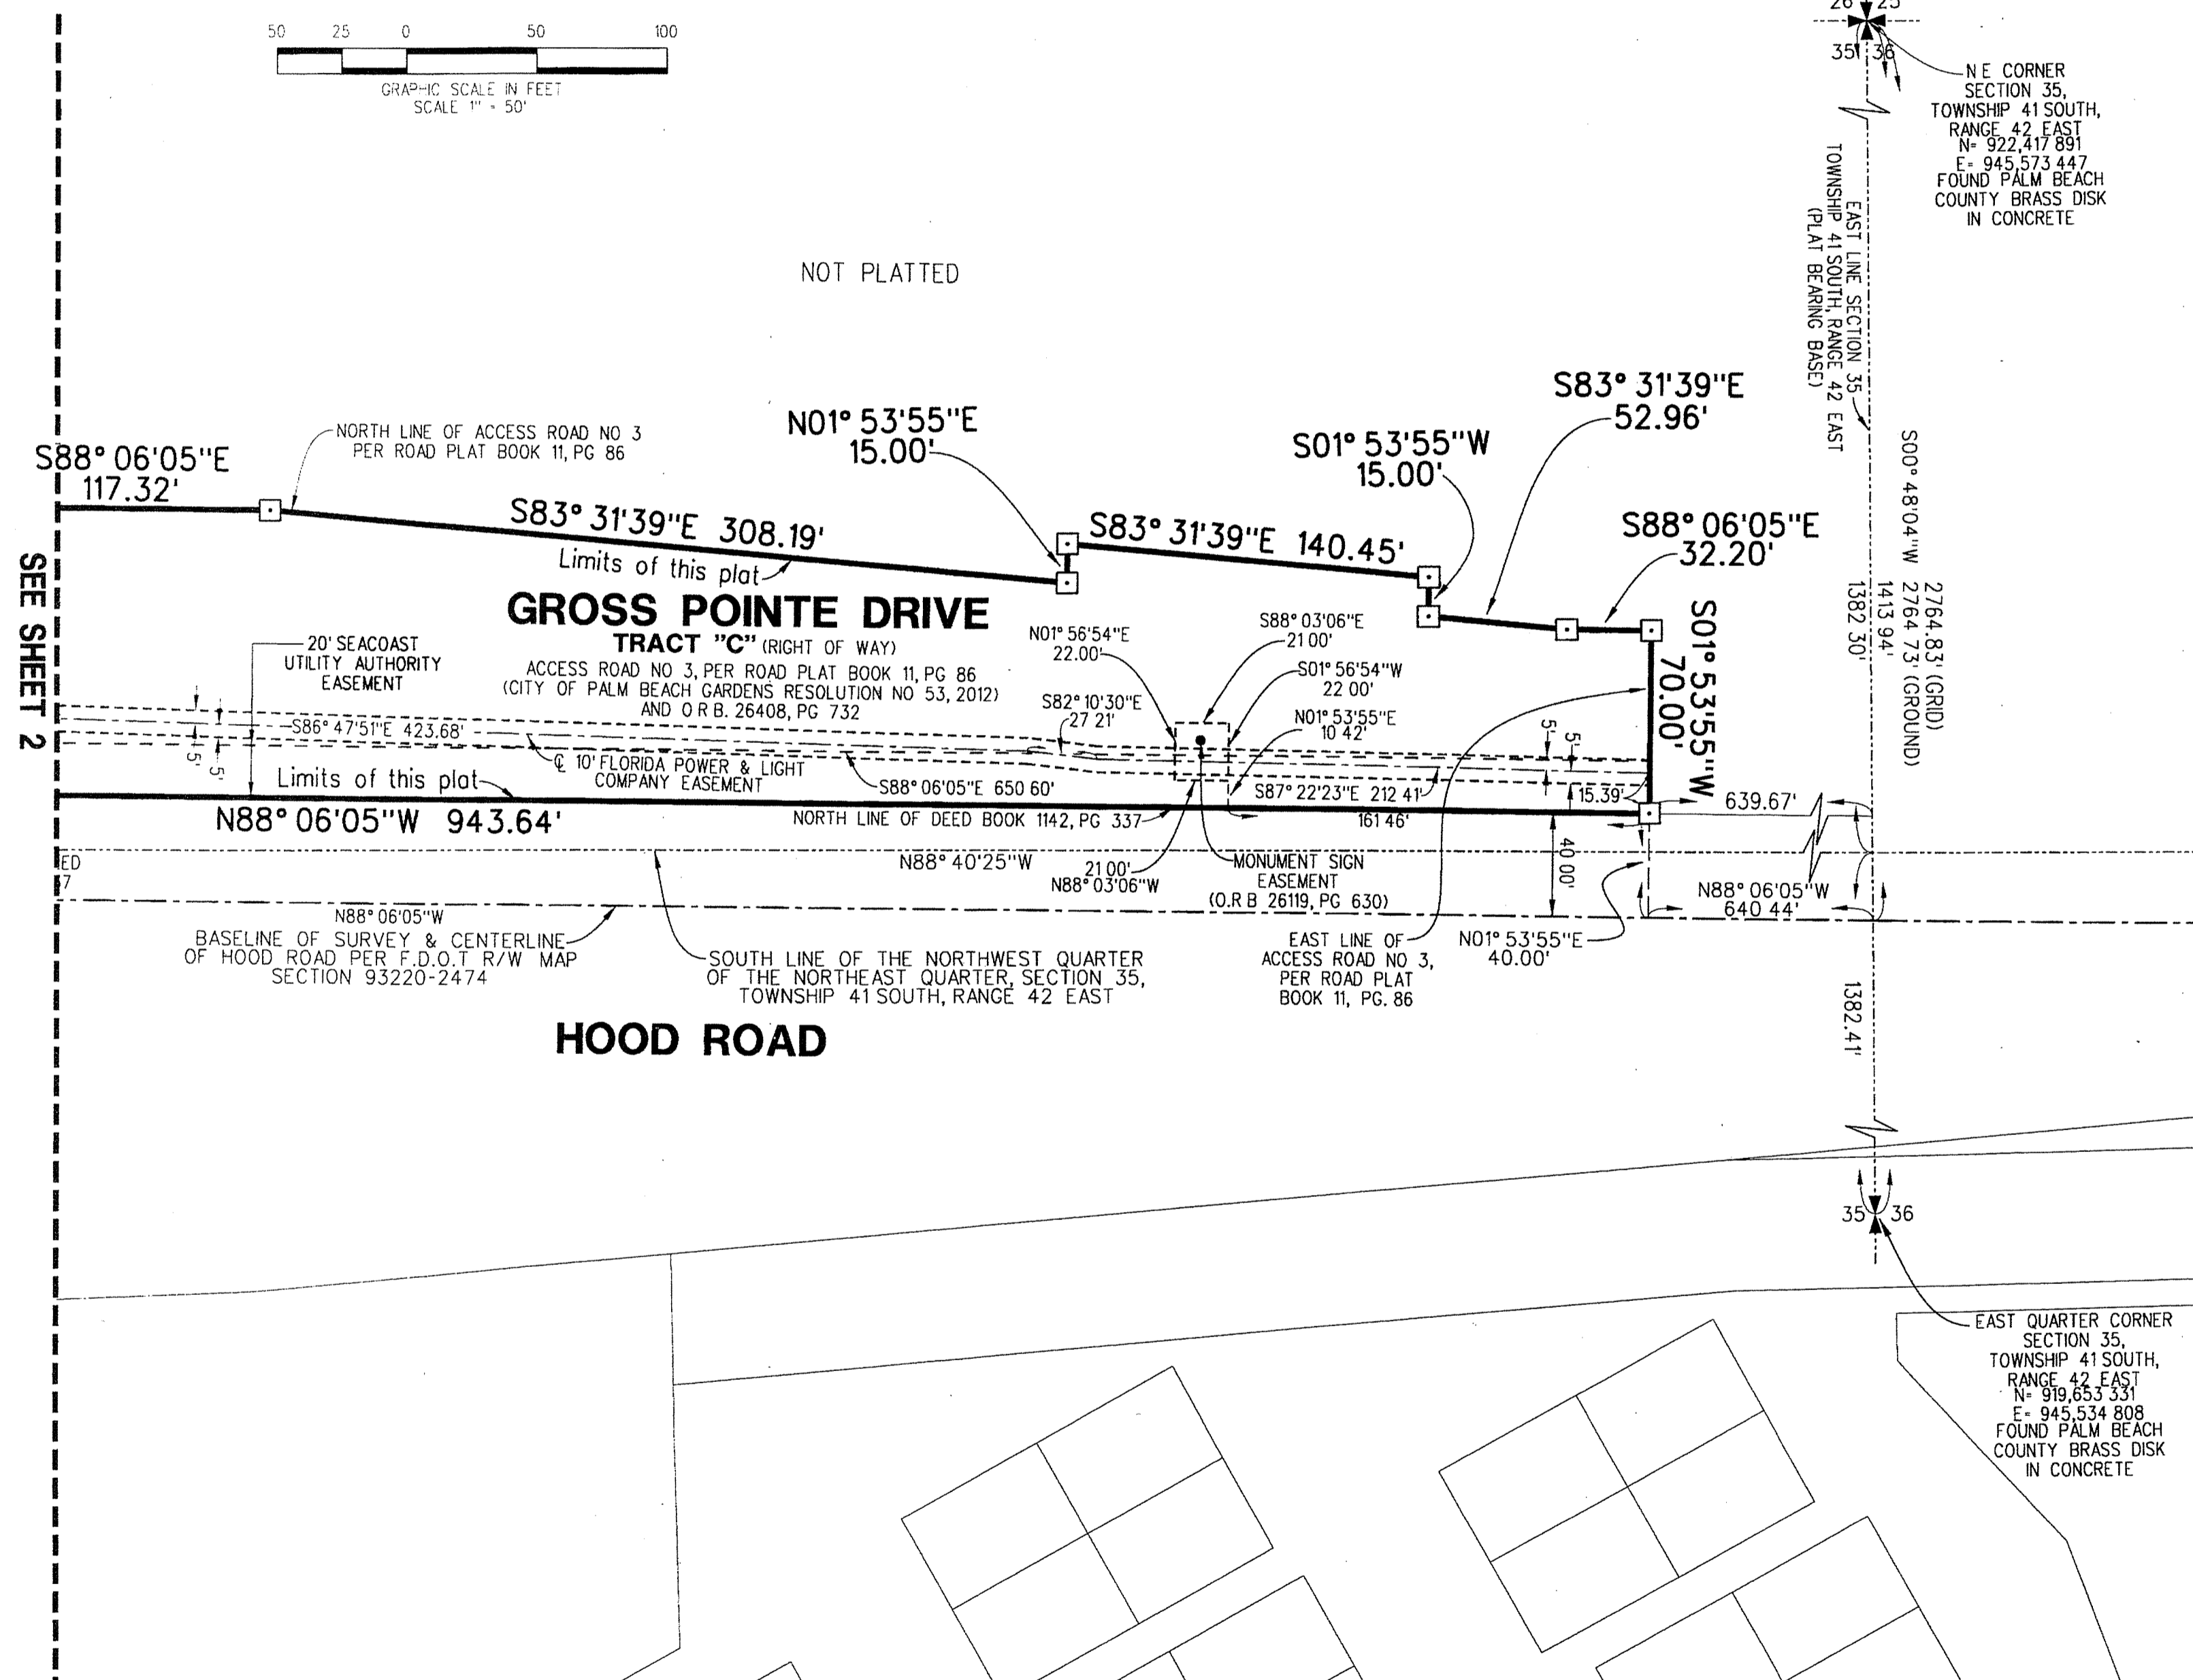 50 25 0 50 100
GRAPHIC SCALE IN FEET
SCALE 1" = 50'
26 25
35 36
N E CORNER
SECTION 35,
TOWNSHIP 41 SOUTH,
RANGE 42 EAST
N= 922,417 891
E= 945,573 447
FOUND PALM BEACH
COUNTY BRASS DISK
IN CONCRETE
EAST LINE SECTION 35
TOWNSHIP 41 SOUTH, RANGE 42 EAST
(PLAT BEARING BASE)
NOT PLATTED
S00° 48'04"W
2764.83' (GRID)
2764 73' (GROUND)
1413 94'
1382 30'
S88° 06'05"E
117.32'
NORTH LINE OF ACCESS ROAD NO 3
PER ROAD PLAT BOOK 11, PG 86
N01° 53'55"E
15.00'
S01° 53'55"W
15.00'
S83° 31'39"E
52.96'
S88° 06'05"E
32.20'
S83° 31'39"E 308.19'
Limits of this plat
S83° 31'39"E 140.45'
SEE SHEET 2
GROSS POINTE DRIVE
TRACT "C" (RIGHT OF WAY)
ACCESS ROAD NO 3, PER ROAD PLAT BOOK 11, PG 86
(CITY OF PALM BEACH GARDENS RESOLUTION NO 53, 2012)
AND O R B. 26408, PG 732
20' SEACOAST
UTILITY AUTHORITY
EASEMENT
N01° 56'54"E
22.00'
S88° 03'06"E
21 00'
S01° 56'54"W
22 00'
S82° 10'30"E
27 21'
N01° 53'55"E
10 42'
S01° 53'55"W
70.00'
5'
5'
5'
5'
S86° 47'51"E 423.68'
℄ 10' FLORIDA POWER & LIGHT
COMPANY EASEMENT
S88° 06'05"E 650 60'
S87° 22'23"E 212 41'
15.39'
639.67'
Limits of this plat
N88° 06'05"W 943.64'
NORTH LINE OF DEED BOOK 1142, PG 337
161 46'
40 00'
ED
7
N88° 40'25"W
21 00'
N88° 03'06"W
MONUMENT SIGN
EASEMENT
(O.R B 26119, PG 630)
N88° 06'05"W
640 44'
N88° 06'05"W
BASELINE OF SURVEY & CENTERLINE
OF HOOD ROAD PER F.D.O.T R/W MAP
SECTION 93220-2474
SOUTH LINE OF THE NORTHWEST QUARTER
OF THE NORTHEAST QUARTER, SECTION 35,
TOWNSHIP 41 SOUTH, RANGE 42 EAST
EAST LINE OF
ACCESS ROAD NO 3,
PER ROAD PLAT
BOOK 11, PG. 86
N01° 53'55"E
40.00'
1382.41'
HOOD ROAD
35 36
EAST QUARTER CORNER
SECTION 35,
TOWNSHIP 41 SOUTH,
RANGE 42 EAST
N= 919,653 331
E= 945,534 808
FOUND PALM BEACH
COUNTY BRASS DISK
IN CONCRETE